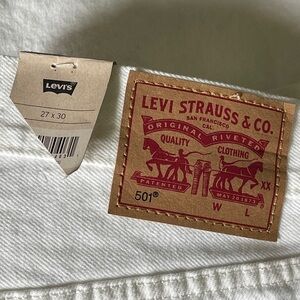 Levi's
27 x 30
LEVI STRAUSS & CO.
SAN FRANCISCO
CAL.
ORIGINAL RIVETED
QUALITY CLOTHING
XX
PATENTED
MAY 20 1873
501®
W L